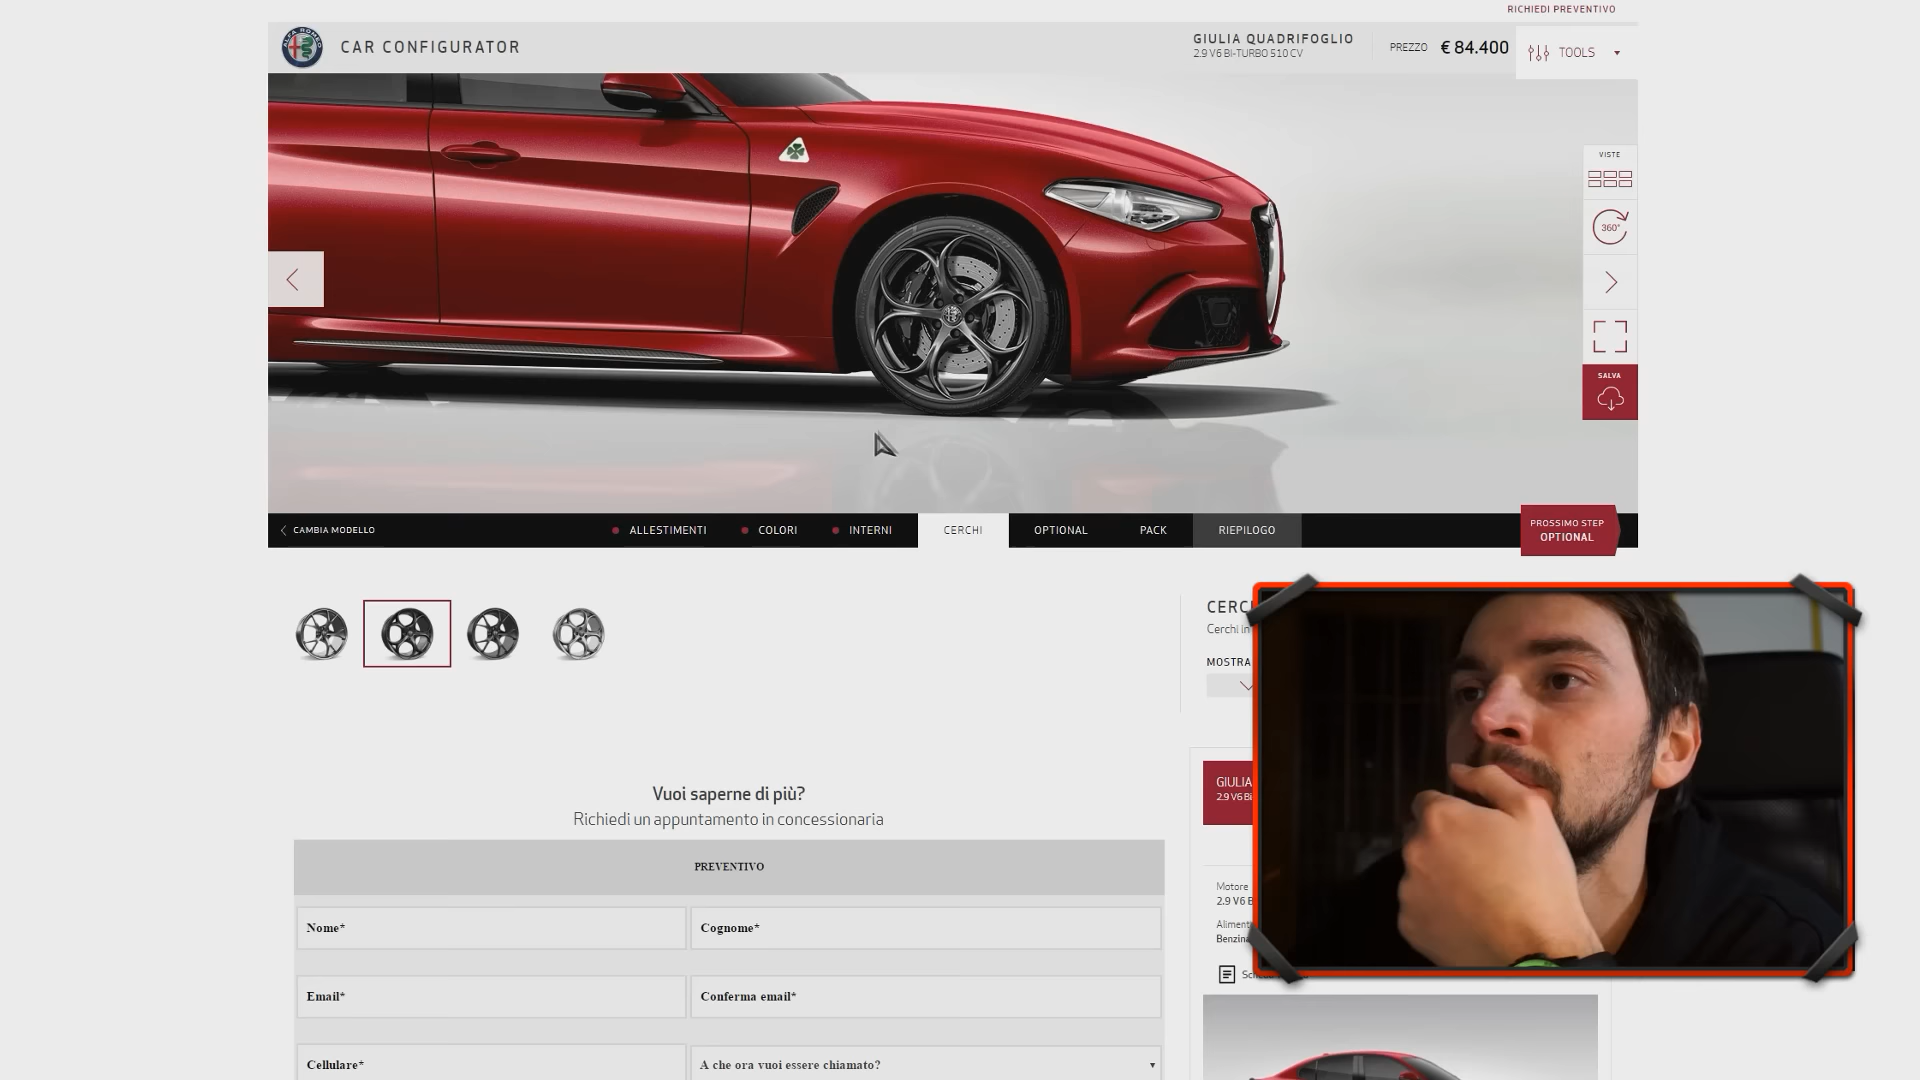 RICHIEDI PREVENTIVO
ALFA ROMEO
CAR CONFIGURATOR
GIULIA QUADRIFOGLIO
2.9 V6 BI-TURBO 510 CV
PREZZO € 84.400
TOOLS
VISTE
360°
SALVA
CAMBIA MODELLO
ALLESTIMENTI
COLORI
INTERNI
CERCHI
OPTIONAL
PACK
RIEPILOGO
PROSSIMO STEP
OPTIONAL
CERC
Cerchi in
MOSTRA
Vuoi saperne di più?
Richiedi un appuntamento in concessionaria
PREVENTIVO
Nome*
Cognome*
Email*
Conferma email*
Cellulare*
A che ora vuoi essere chiamato?
GIULIA
2.9 V6 Bi
Motore
2.9 V6 B
Aliment
Benzina